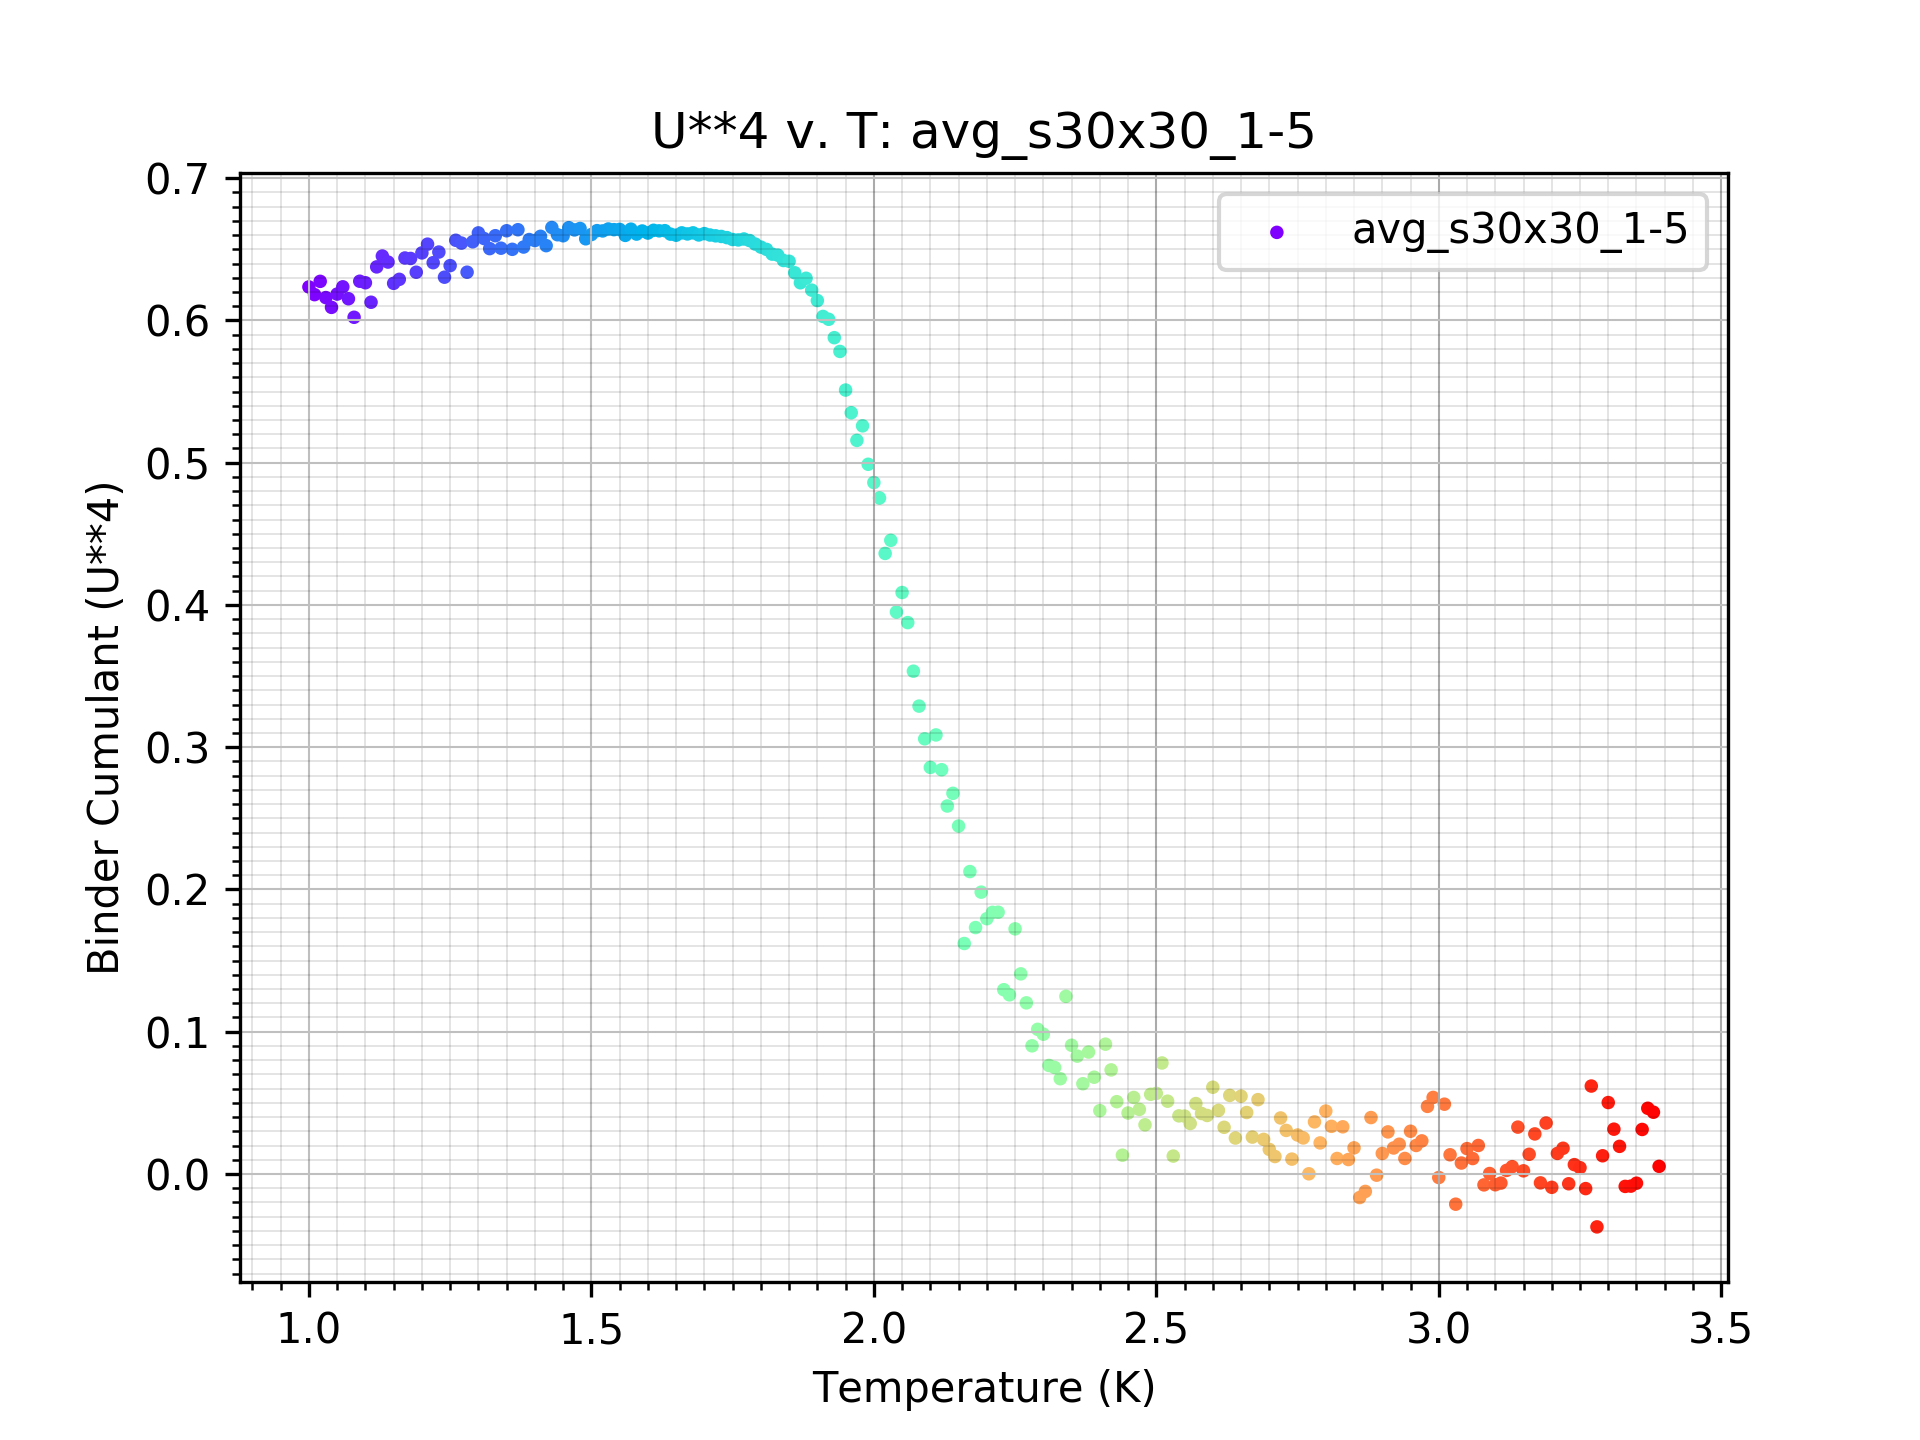 U**4 v. T: avg_s30x30_1-5
avg_s30x30_1-5
0.7
0.6
0.5
0.4
0.3
0.2
0.1
0.0
Binder Cumulant (U**4)
1.0 1.5 2.0 2.5 3.0 3.5
Temperature (K)